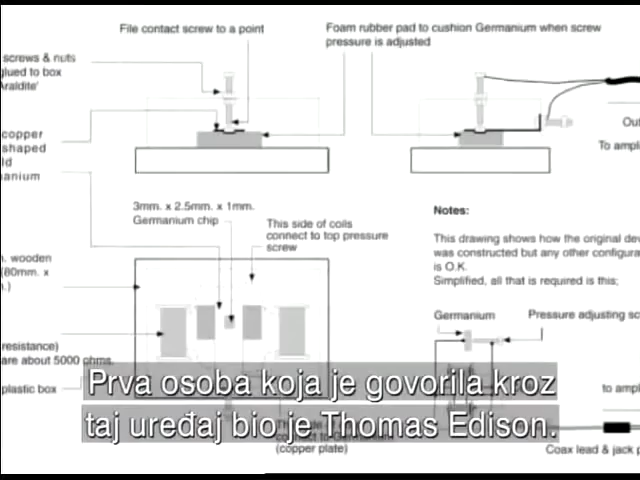 File contact screw to a point
Foam rubber pad to cushion Germanium when screw
pressure is adjusted
screws & nuts
glued to box
'Araldite'
copper
shaped
manium
3mm. x 2.5mm. x 1mm.
Germanium chip
This side of coils
connect to top pressure
screw
wooden
(80mm. x
Out
To ampli
Notes:
This drawing shows how the original dev
was constructed but any other configura
is O.K.
Simplified, all that is required is this;
Germanium
Pressure adjusting sc
resistance)
are about 5000 ohms.
plastic box
to ampl
(copper plate)
Coax lead & jack p
Prva osoba koja je govorila kroz
taj uređaj bio je Thomas Edison.